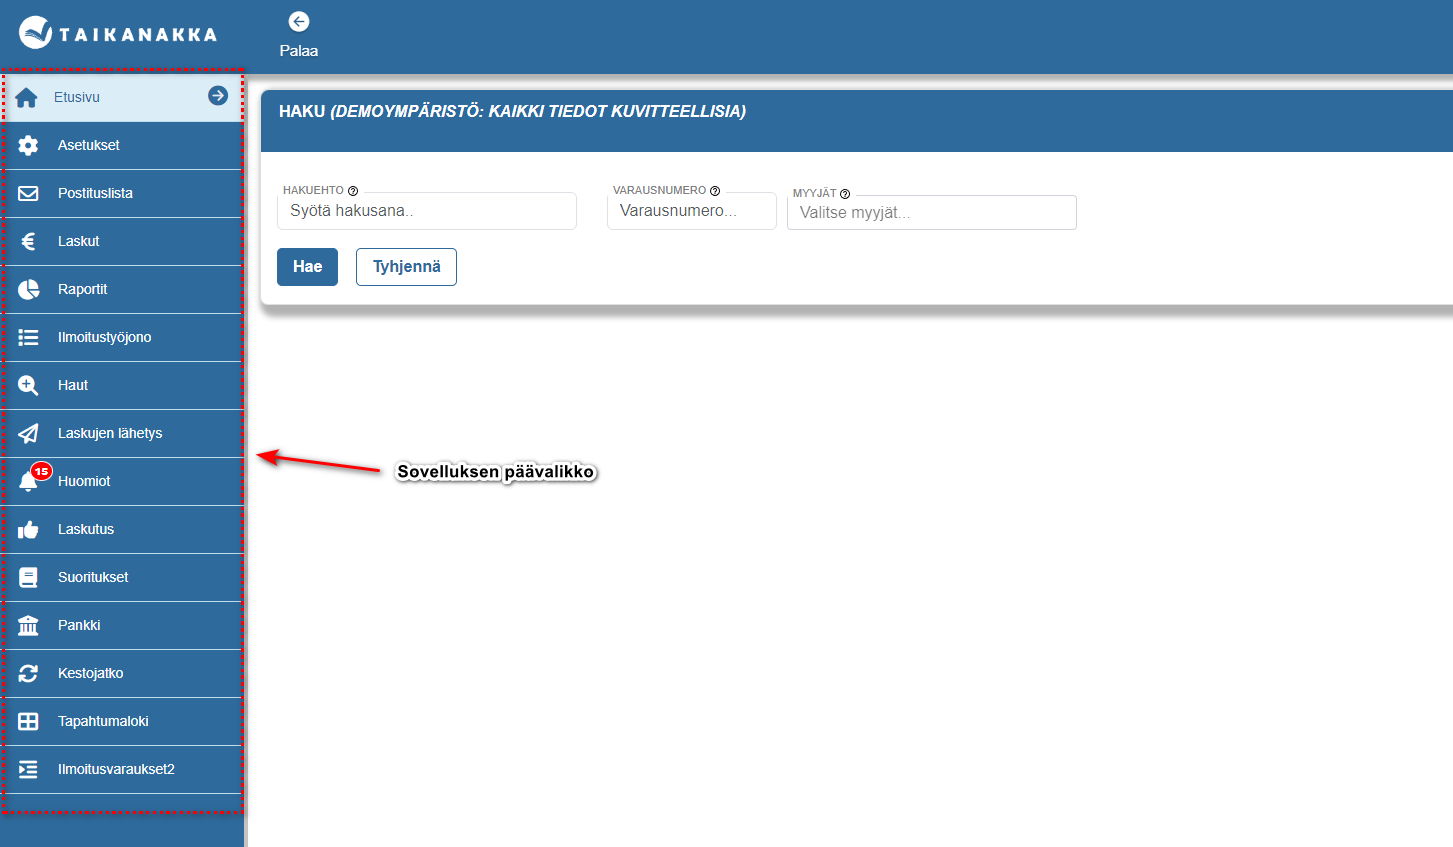 TAIKANAKKA
Palaa
Etusivu
Asetukset
Postituslista
Laskut
Raportit
Ilmoitustyöjono
Haut
Laskujen lähetys
15
Huomiot
Laskutus
Suoritukset
Pankki
Kestojatko
Tapahtumaloki
Ilmoitusvaraukset2
HAKU (DEMOYMPÄRISTÖ: KAIKKI TIEDOT KUVITTEELLISIA)
HAKUEHTO
Syötä hakusana..
VARAUSNUMERO
Varausnumero...
MYYJÄT
Valitse myyjät...
Hae
Tyhjennä
Sovelluksen päävalikko